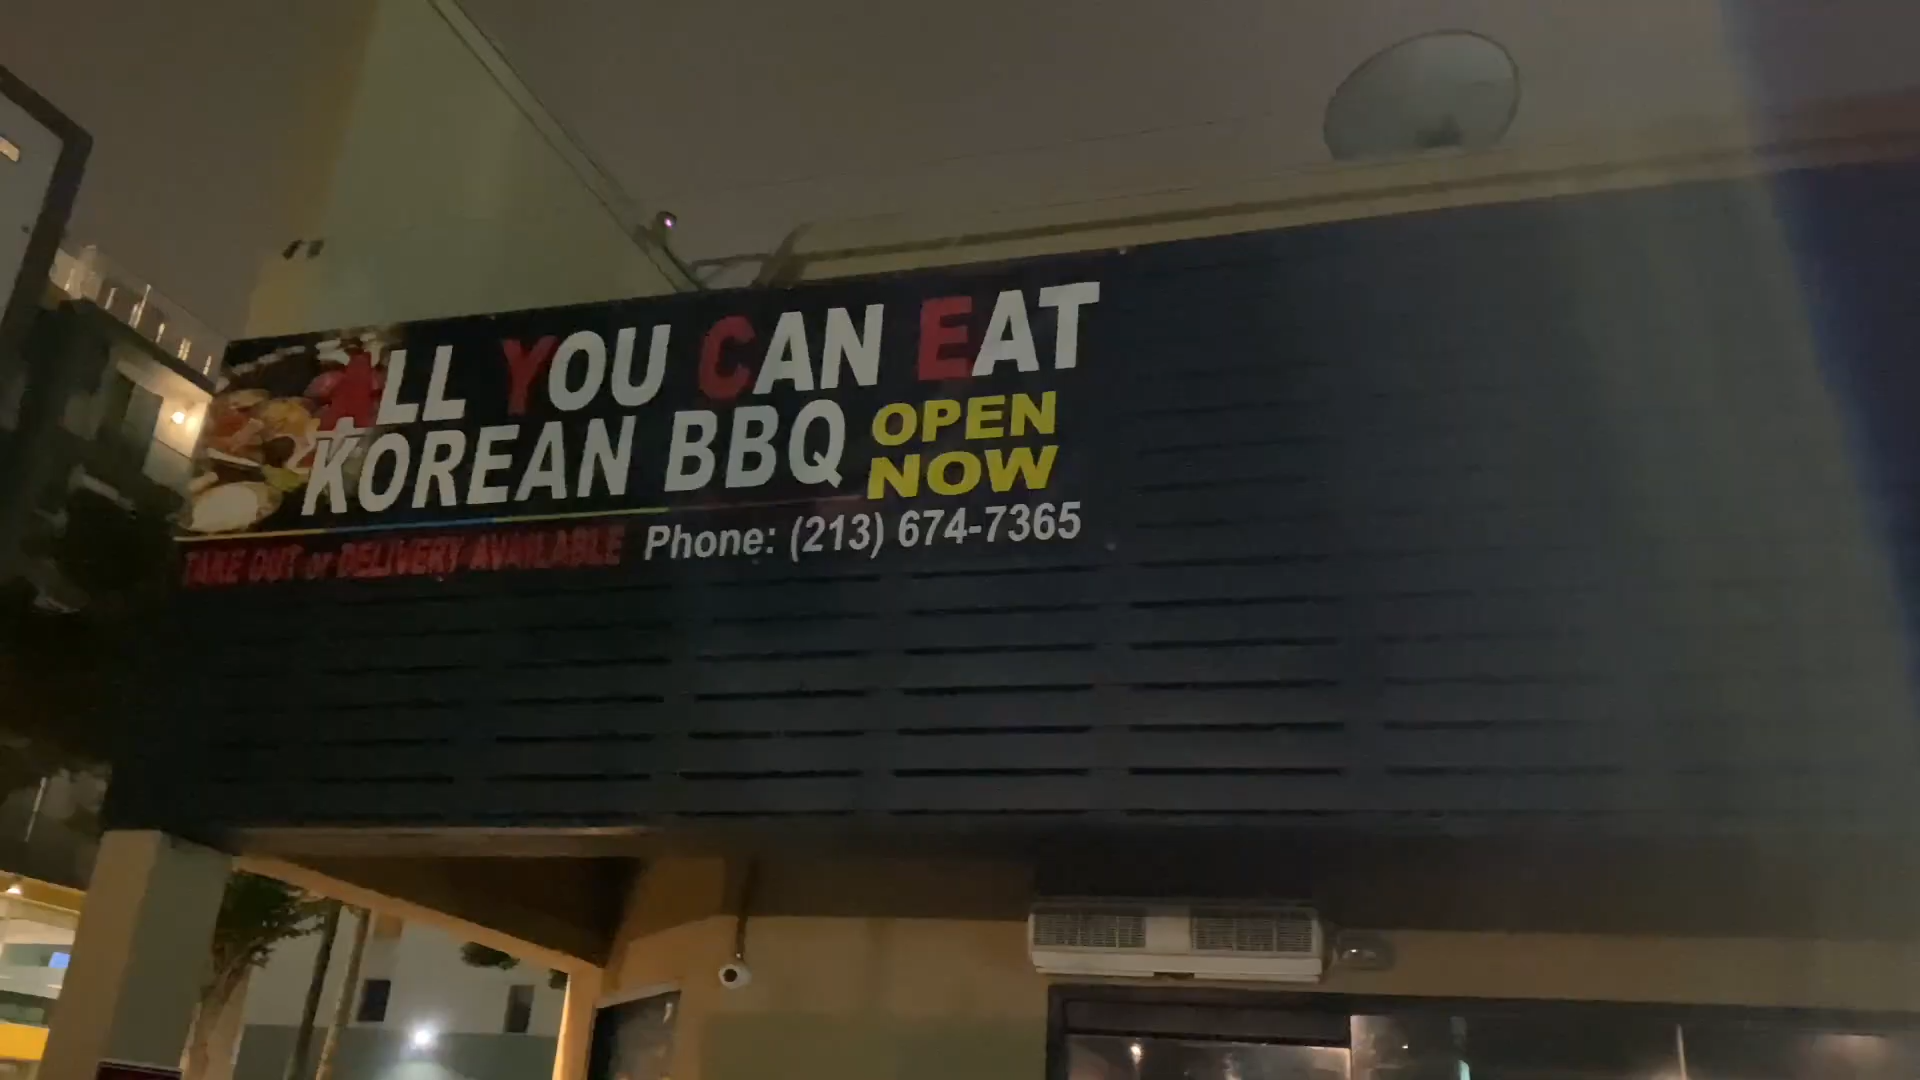 ALL YOU CAN EAT
KOREAN BBQ
OPEN
NOW
TAKE OUT or DELIVERY AVAILABLE
Phone: (213) 674-7365